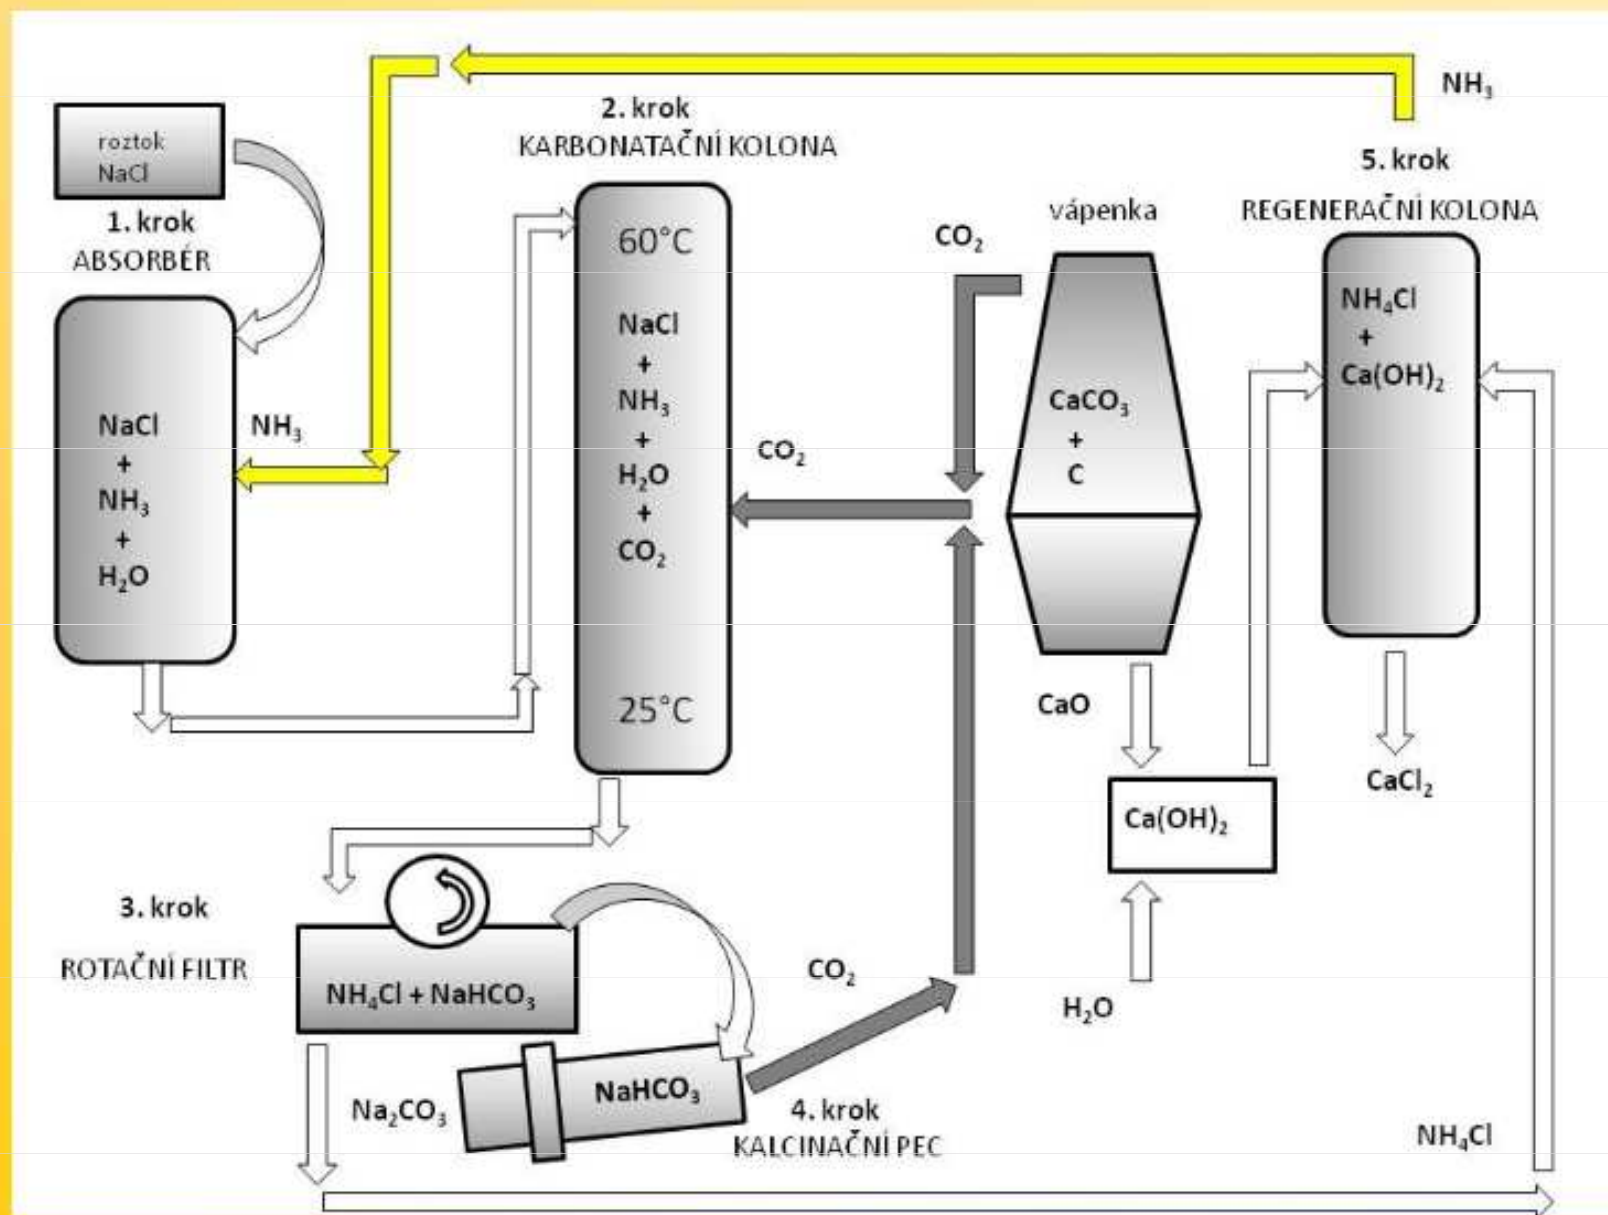 NH₃
2. krok
KARBONATAČNÍ KOLONA
roztok
NaCl
1. krok
ABSORBÉR
5. krok
REGENERAČNÍ KOLONA
vápenka
CO₂
60°C
NaCl
+
NH₃
+
H₂O
+
CO₂
25°C
NaCl
+
NH₃
+
H₂O
NH₃
CO₂
CaCO₃
+
C
NH₄Cl
+
Ca(OH)₂
CaO
CaCl₂
Ca(OH)₂
H₂O
3. krok
ROTAČNÍ FILTR
NH₄Cl + NaHCO₃
CO₂
Na₂CO₃
NaHCO₃
4. krok
KALCINAČNÍ PEC
NH₄Cl